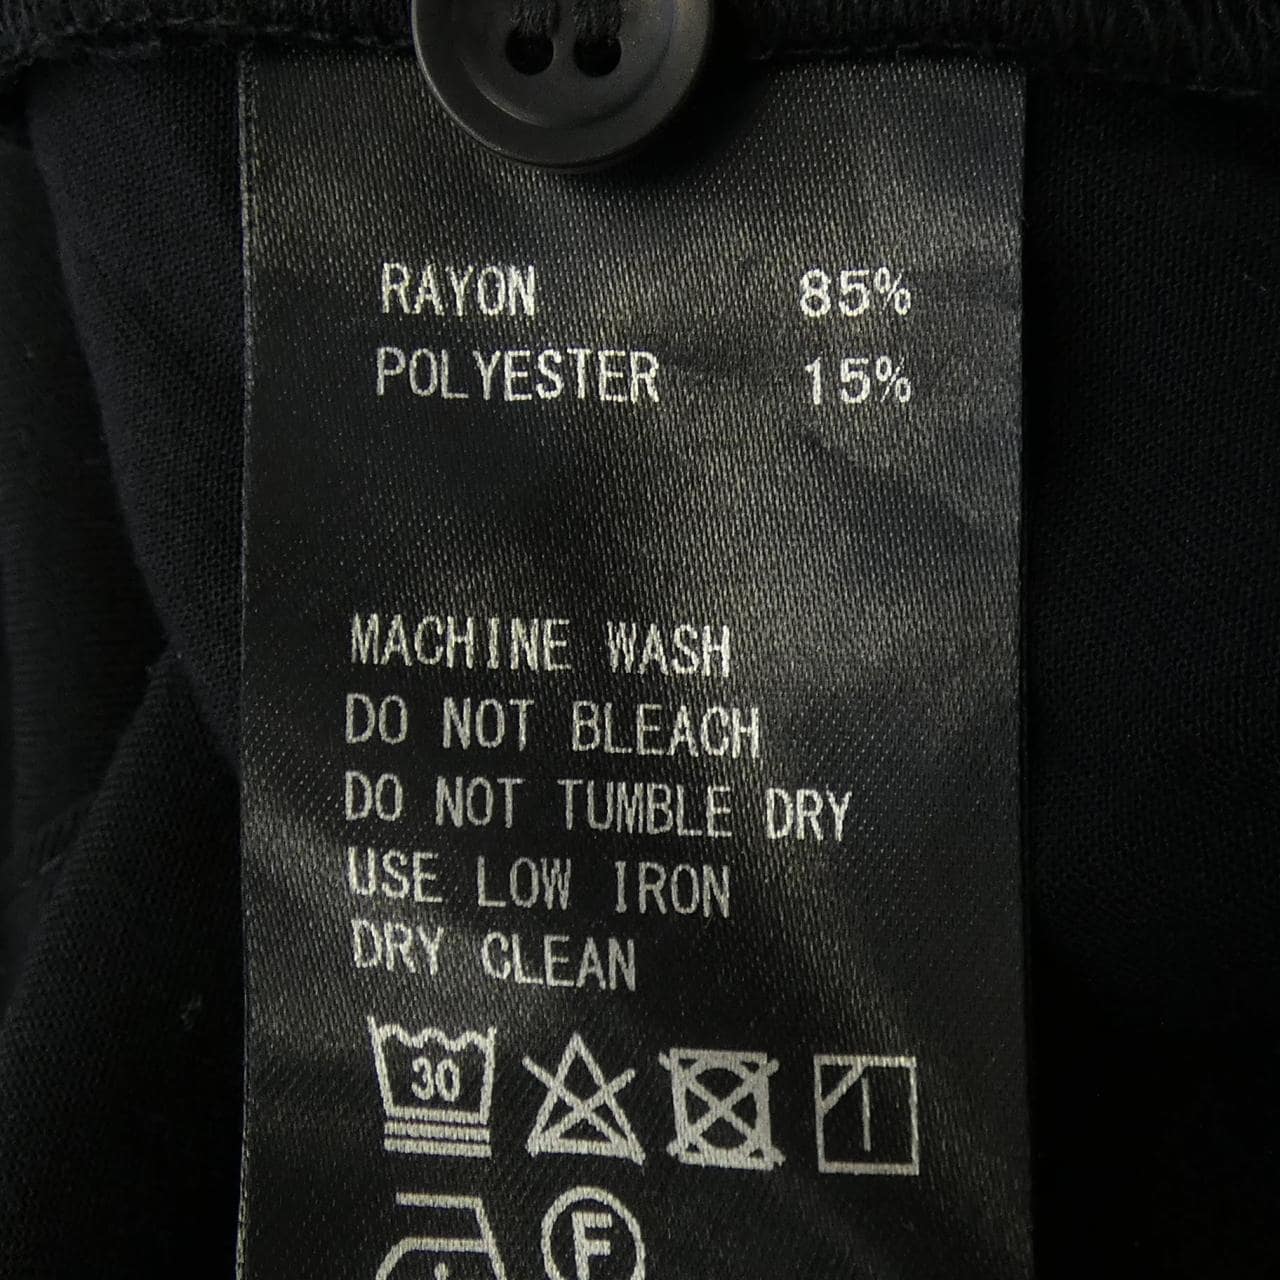 RAYON 85%
POLYESTER 15%
MACHINE WASH
DO NOT BLEACH
DO NOT TUMBLE DRY
USE LOW IRON
DRY CLEAN
30
F